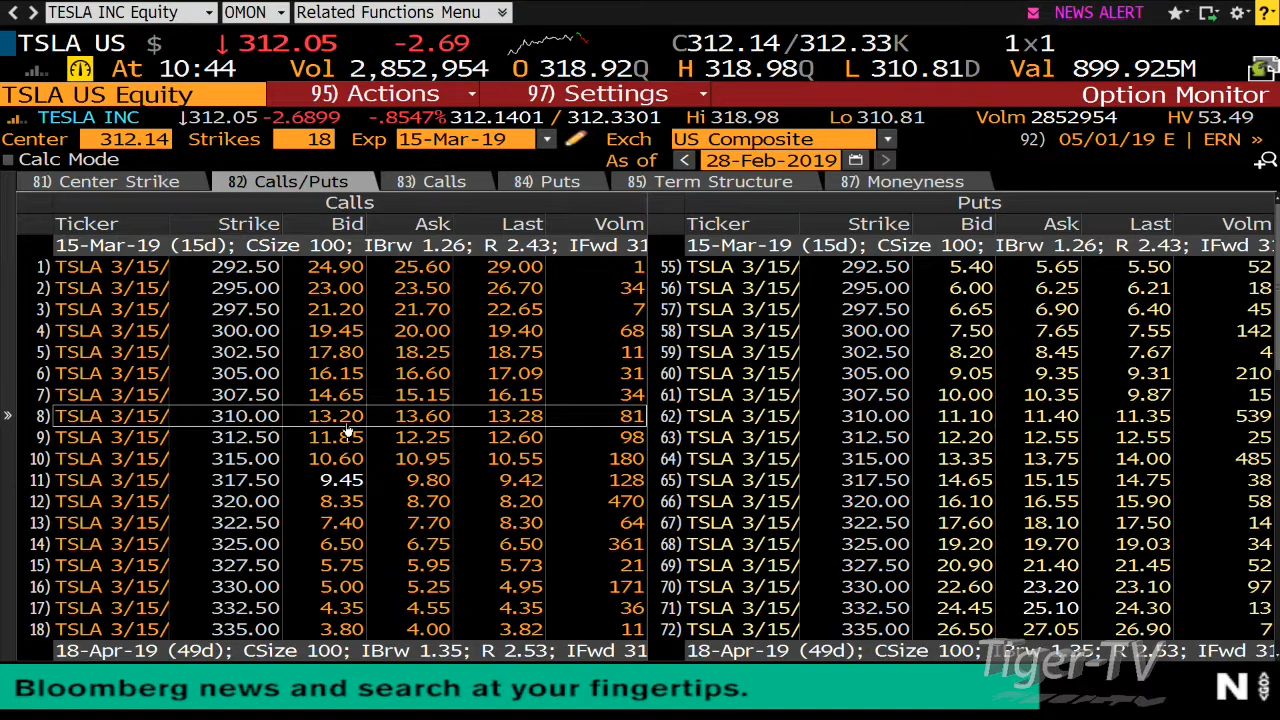 TESLA INC Equity OMON Related Functions Menu NEWS ALERT ?
TSLA US $ ↓312.05 -2.69 C312.14/312.33K 1x1
At 10:44 Vol 2,852,954 O 318.92Q H 318.98Q L 310.81D Val 899.925M
TSLA US Equity 95) Actions 97) Settings Option Monitor
TESLA INC ↓312.05 -2.6899 -.8547% 312.1401 / 312.3301 Hi 318.98 Lo 310.81 Volm 2852954 HV 53.49
Center 312.14 Strikes 18 Exp 15-Mar-19 Exch US Composite 92) 05/01/19 E | ERN »
Calc Mode As of < 28-Feb-2019 >
81) Center Strike 82) Calls/Puts 83) Calls 84) Puts 85) Term Structure 87) Moneyness
Calls Puts
Ticker Strike Bid Ask Last Volm Ticker Strike Bid Ask Last Volm
15-Mar-19 (15d); CSize 100; IBrw 1.26; R 2.43; IFwd 31 15-Mar-19 (15d); CSize 100; IBrw 1.26; R 2.43; IFwd 31
1) TSLA 3/15/ 292.50 24.90 25.60 29.00 1 55) TSLA 3/15/ 292.50 5.40 5.65 5.50 52
2) TSLA 3/15/ 295.00 23.00 23.50 26.70 34 56) TSLA 3/15/ 295.00 6.00 6.25 6.21 18
3) TSLA 3/15/ 297.50 21.20 21.70 22.65 7 57) TSLA 3/15/ 297.50 6.65 6.90 6.40 45
4) TSLA 3/15/ 300.00 19.45 20.00 19.40 68 58) TSLA 3/15/ 300.00 7.50 7.65 7.55 142
5) TSLA 3/15/ 302.50 17.80 18.25 18.75 11 59) TSLA 3/15/ 302.50 8.20 8.45 7.67 4
6) TSLA 3/15/ 305.00 16.15 16.60 17.09 31 60) TSLA 3/15/ 305.00 9.05 9.35 9.31 210
7) TSLA 3/15/ 307.50 14.65 15.15 16.15 34 61) TSLA 3/15/ 307.50 10.00 10.35 9.87 15
» 8) TSLA 3/15/ 310.00 13.20 13.60 13.28 81 62) TSLA 3/15/ 310.00 11.10 11.40 11.35 539
9) TSLA 3/15/ 312.50 11.85 12.25 12.60 98 63) TSLA 3/15/ 312.50 12.20 12.55 12.55 25
10) TSLA 3/15/ 315.00 10.60 10.95 10.55 180 64) TSLA 3/15/ 315.00 13.35 13.75 14.00 485
11) TSLA 3/15/ 317.50 9.45 9.80 9.42 128 65) TSLA 3/15/ 317.50 14.65 15.15 14.75 38
12) TSLA 3/15/ 320.00 8.35 8.70 8.20 470 66) TSLA 3/15/ 320.00 16.10 16.55 15.90 58
13) TSLA 3/15/ 322.50 7.40 7.70 8.30 64 67) TSLA 3/15/ 322.50 17.60 18.10 17.50 14
14) TSLA 3/15/ 325.00 6.50 6.75 6.50 361 68) TSLA 3/15/ 325.00 19.20 19.70 19.03 34
15) TSLA 3/15/ 327.50 5.75 5.95 5.73 21 69) TSLA 3/15/ 327.50 20.90 21.40 21.45 52
16) TSLA 3/15/ 330.00 5.00 5.25 4.95 171 70) TSLA 3/15/ 330.00 22.60 23.20 23.10 97
17) TSLA 3/15/ 332.50 4.35 4.55 4.35 36 71) TSLA 3/15/ 332.50 24.45 25.10 24.30 13
18) TSLA 3/15/ 335.00 3.80 4.00 3.82 11 72) TSLA 3/15/ 335.00 26.50 27.05 26.90 7
18-Apr-19 (49d); CSize 100; IBrw 1.35; R 2.53; IFwd 31 18-Apr-19 (49d); CSize 100; IBrw 1.35; R 2.53; IFwd 31
Tiger-TV
Bloomberg news and search at your fingertips. N